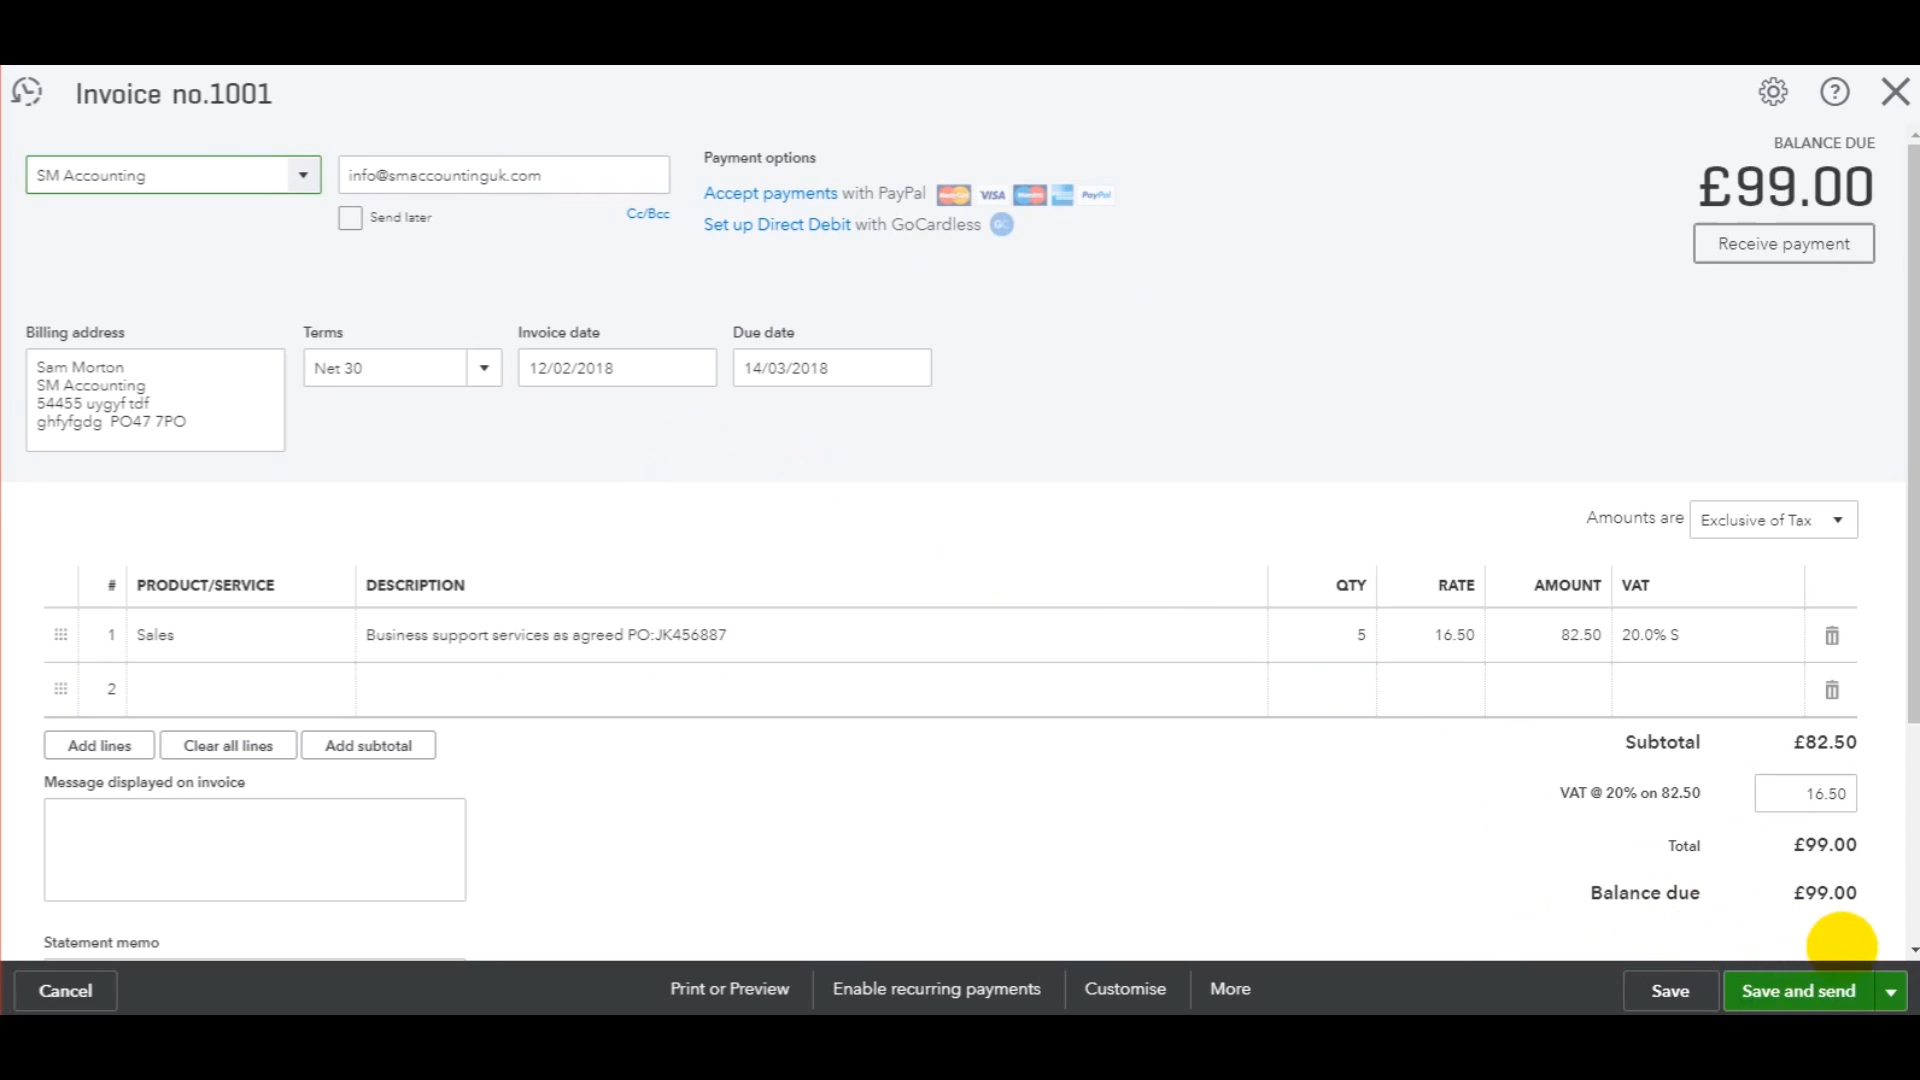 Invoice no.1001
BALANCE DUE
£99.00
Receive payment
SM Accounting
info@smaccountinguk.com
Send later
Cc/Bcc
Payment options
Accept payments with PayPal VISA PayPal
Set up Direct Debit with GoCardless GC
Billing address
Sam Morton
SM Accounting
54455 uygyf tdf
ghfyfgdg PO47 7PO
Terms
Net 30
Invoice date
12/02/2018
Due date
14/03/2018
Amounts are Exclusive of Tax
# PRODUCT/SERVICE DESCRIPTION QTY RATE AMOUNT VAT
1 Sales Business support services as agreed PO:JK456887 5 16.50 82.50 20.0% S
2
Add lines Clear all lines Add subtotal
Subtotal £82.50
Message displayed on invoice
VAT @ 20% on 82.50 16.50
Total £99.00
Balance due £99.00
Statement memo
Cancel Print or Preview Enable recurring payments Customise More Save Save and send